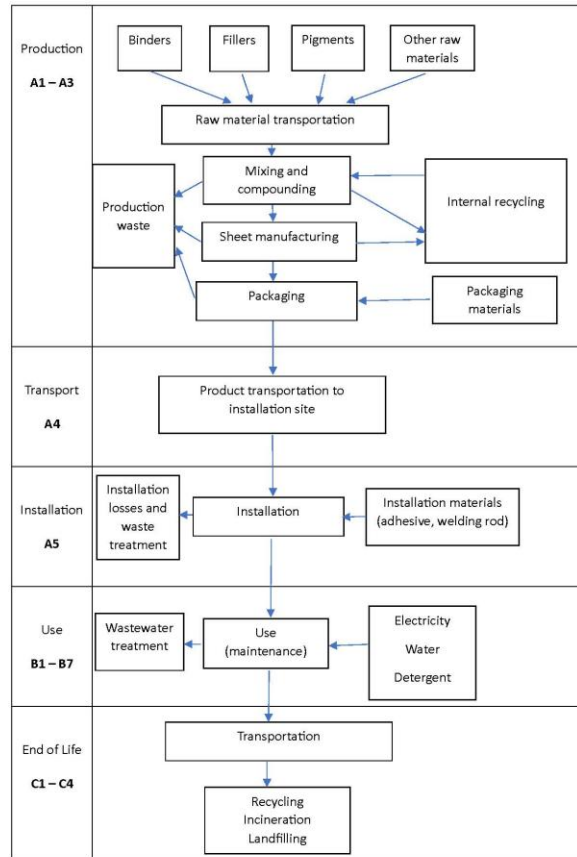 Production
A1 – A3
Binders
Fillers
Pigments
Other raw
materials
Raw material transportation
Mixing and
compounding
Production
waste
Internal recycling
Sheet manufacturing
Packaging
Packaging
materials
Transport
A4
Product transportation to
installation site
Installation
A5
Installation
losses and
waste
treatment
Installation
Installation materials
(adhesive, welding rod)
Use
B1 – B7
Wastewater
treatment
Use
(maintenance)
Electricity
Water
Detergent
End of Life
C1 – C4
Transportation
Recycling
Incineration
Landfilling